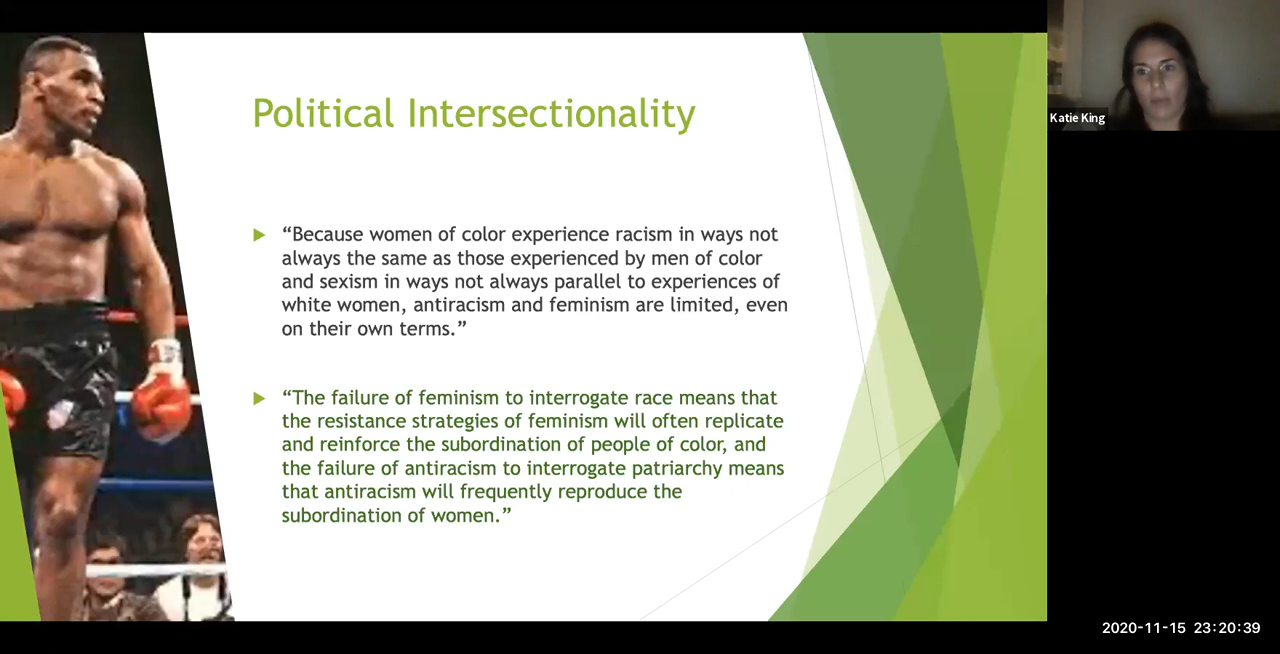 Political Intersectionality
“Because women of color experience racism in ways not
always the same as those experienced by men of color
and sexism in ways not always parallel to experiences of
white women, antiracism and feminism are limited, even
on their own terms.”
“The failure of feminism to interrogate race means that
the resistance strategies of feminism will often replicate
and reinforce the subordination of people of color, and
the failure of antiracism to interrogate patriarchy means
that antiracism will frequently reproduce the
subordination of women.”
Katie King
2020-11-15 23:20:39